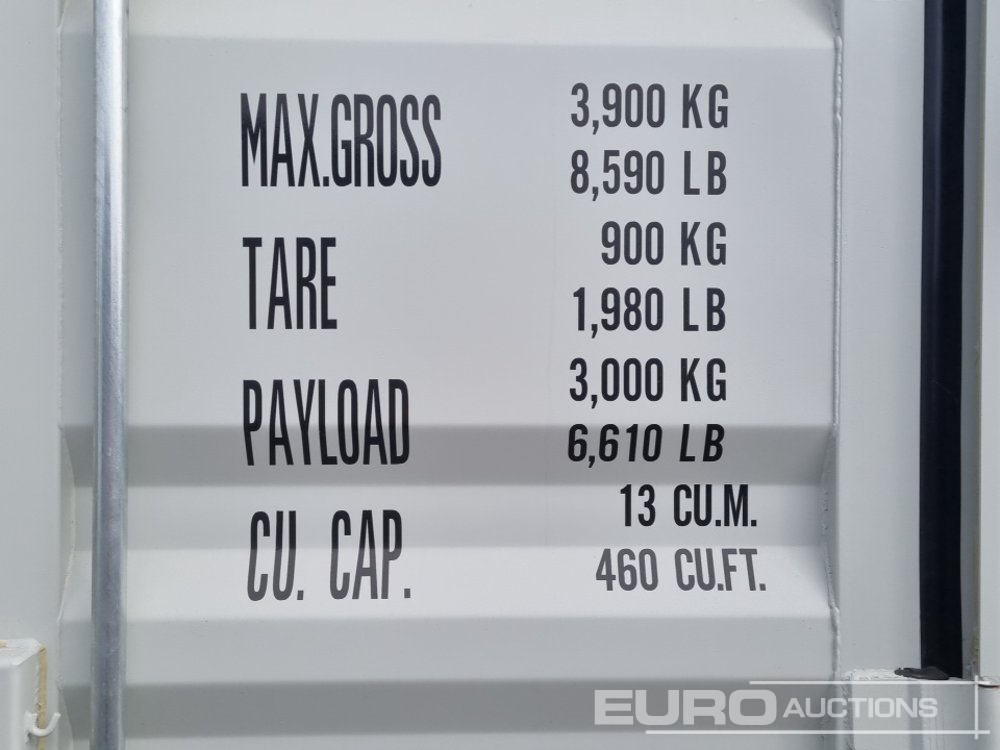 MAX.GROSS 3,900 KG
8,590 LB
TARE 900 KG
1,980 LB
PAYLOAD 3,000 KG
6,610 LB
CU. CAP. 13 CU.M.
460 CU.FT.
EURO AUCTIONS